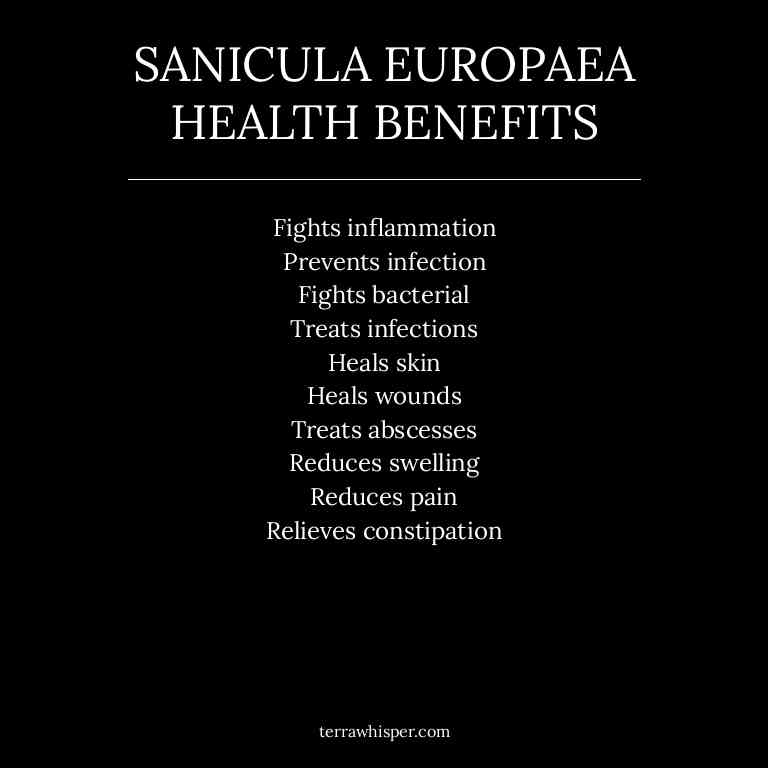 SANICULA EUROPAEA
HEALTH BENEFITS
Fights inflammation
Prevents infection
Fights bacterial
Treats infections
Heals skin
Heals wounds
Treats abscesses
Reduces swelling
Reduces pain
Relieves constipation
terrawhisper.com